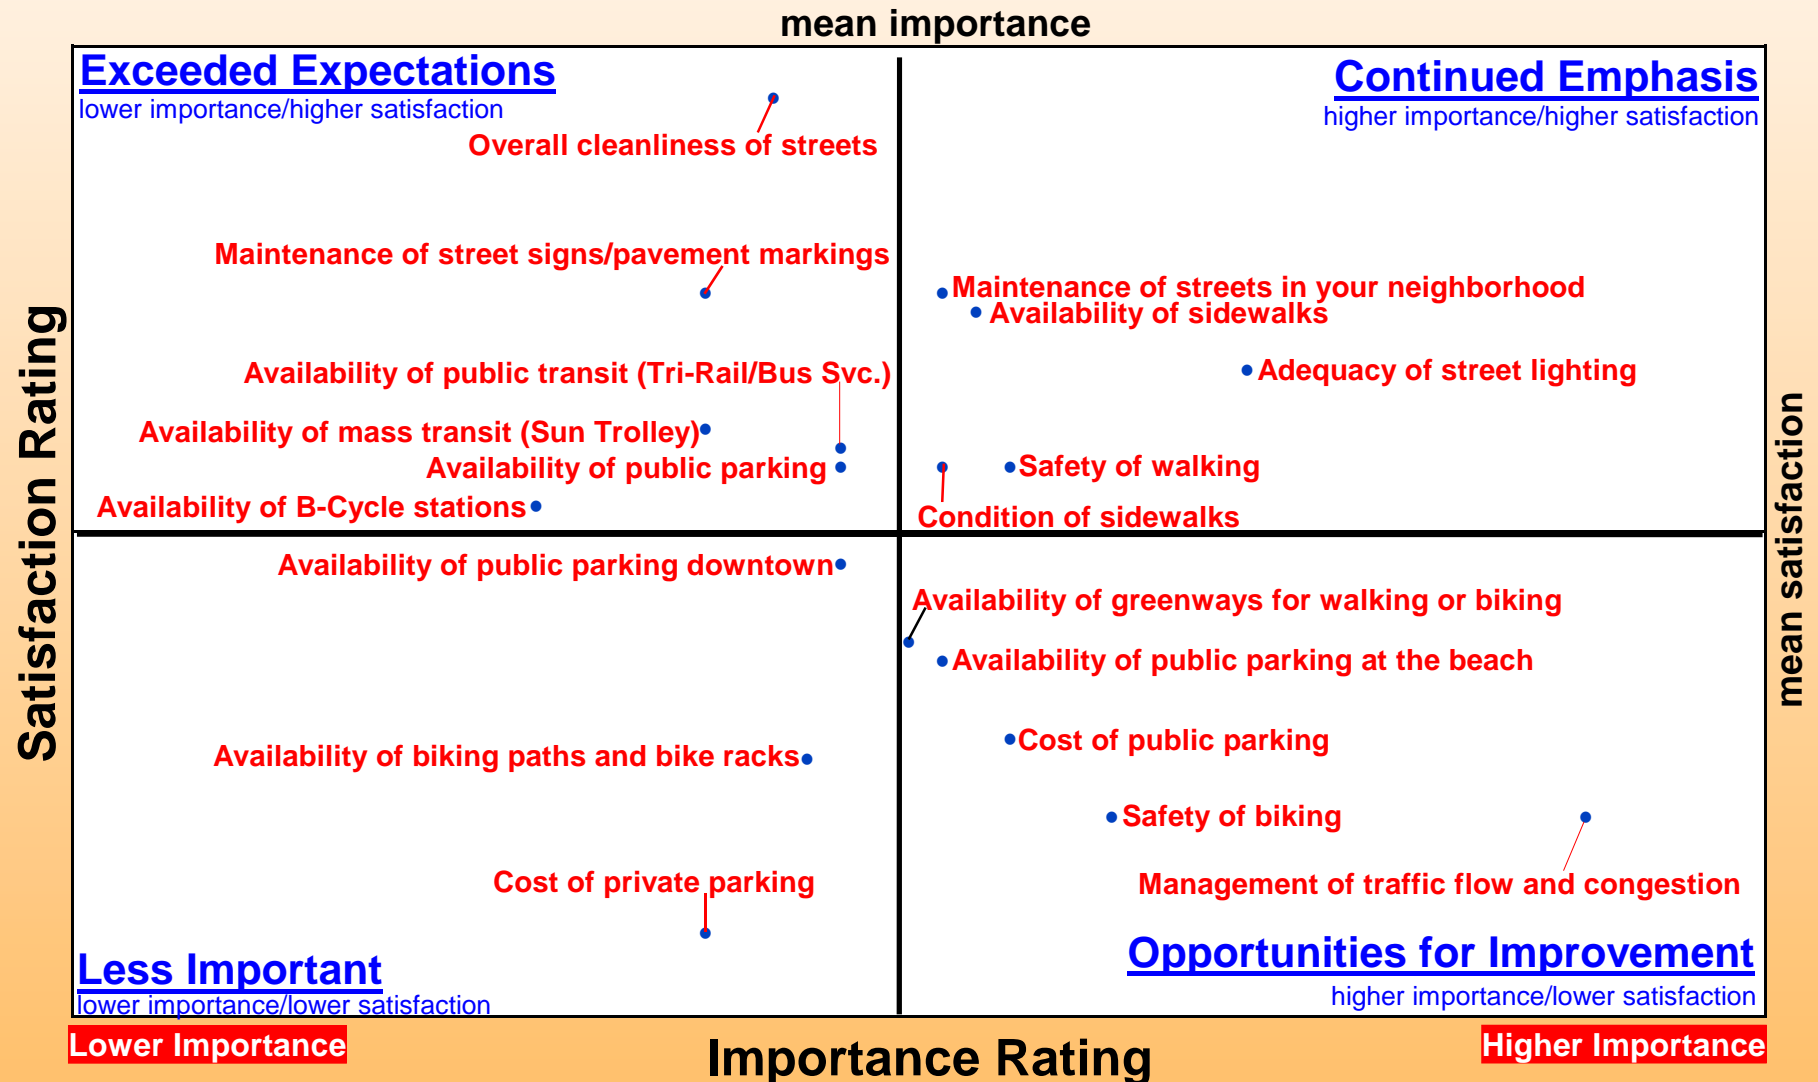 mean importance
Exceeded Expectations
lower importance/higher satisfaction
Continued Emphasis
higher importance/higher satisfaction
Overall cleanliness of streets
Maintenance of street signs/pavement markings
Maintenance of streets in your neighborhood
Availability of sidewalks
Availability of public transit (Tri-Rail/Bus Svc.)
Adequacy of street lighting
Availability of mass transit (Sun Trolley)
Availability of public parking
Safety of walking
Availability of B-Cycle stations
Condition of sidewalks
Satisfaction Rating
mean satisfaction
Availability of public parking downtown
Availability of greenways for walking or biking
Availability of public parking at the beach
Cost of public parking
Availability of biking paths and bike racks
Safety of biking
Cost of private parking
Management of traffic flow and congestion
Less Important
lower importance/lower satisfaction
Opportunities for Improvement
higher importance/lower satisfaction
Lower Importance
Importance Rating
Higher Importance